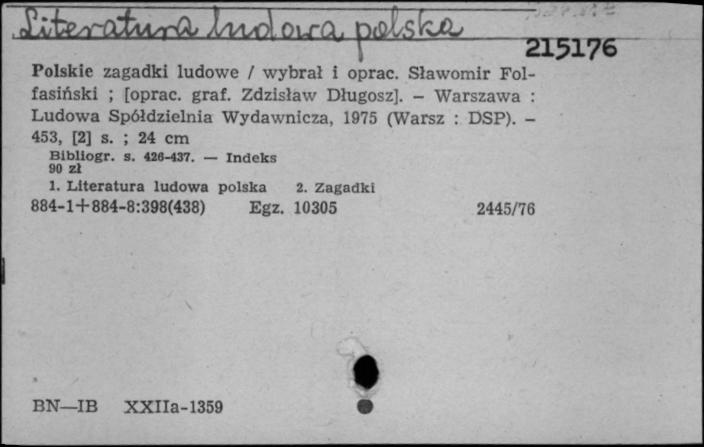 Literatura ludowa polska
215176
Polskie zagadki ludowe / wybrał i oprac. Sławomir Fol-
fasiński ; [oprac. graf. Zdzisław Długosz]. – Warszawa :
Ludowa Spółdzielnia Wydawnicza, 1975 (Warsz : DSP). –
453, [2] s. ; 24 cm
Bibliogr. s. 426-437. — Indeks
90 zł
1. Literatura ludowa polska 2. Zagadki
884-1+884-8:398(438) Egz. 10305 2445/76
BN—IB XXIIa-1359